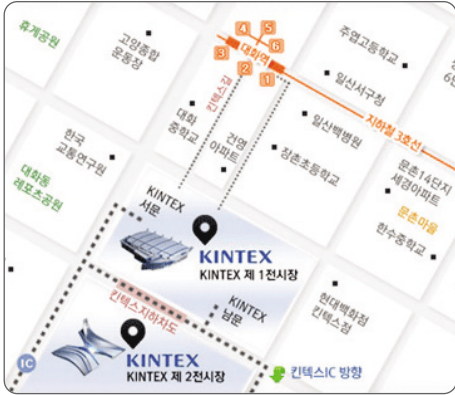 휴게공원
고양종합
운동장
4
5
6
3
대화역
2
1
주엽고등학교
일산서구청
지하철 3호선
킨텍스길
대화
중학교
건영
아파트
일산백병원
장촌초등학교
문촌14단지
세경아파트
문촌마을
한수중학교
한국
교통연구원
대화동
레포츠공원
KINTEX
서문
KINTEX
KINTEX 제 1전시장
킨텍스지하차도
KINTEX
남문
현대백화점
킨텍스점
IC
KINTEX
KINTEX 제 2전시장
킨텍스IC 방향